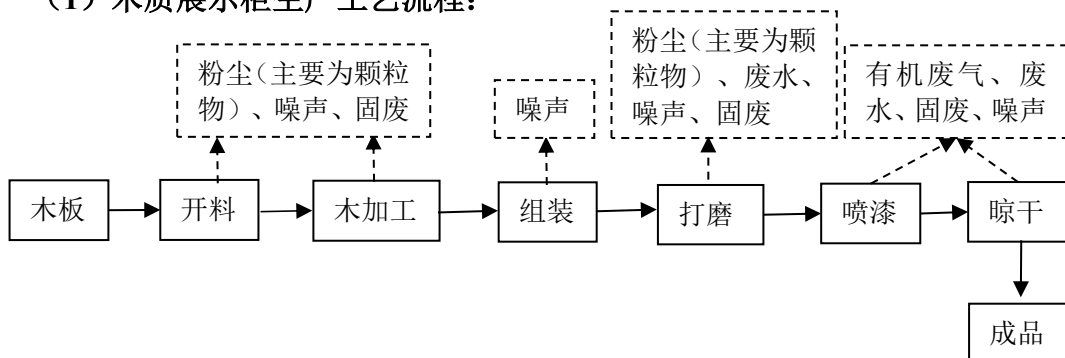 （1）木质展示柜生产工艺流程：
粉尘（主要为颗粒
物）、噪声、固废
噪声
粉尘（主要为颗
粒物）、废水、
噪声、固废
有机废气、废
水、固废、噪声
木板
开料
木加工
组装
打磨
喷漆
晾干
成品